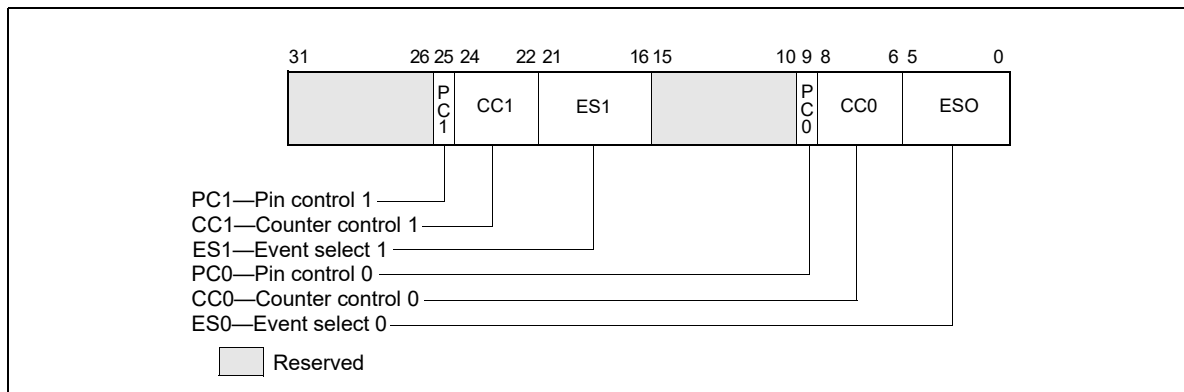 31 26 25 24 22 21 16 15 10 9 8 6 5 0
PC1 CC1 ES1 PC0 CC0 ESO
PC1—Pin control 1
CC1—Counter control 1
ES1—Event select 1
PC0—Pin control 0
CC0—Counter control 0
ES0—Event select 0
Reserved